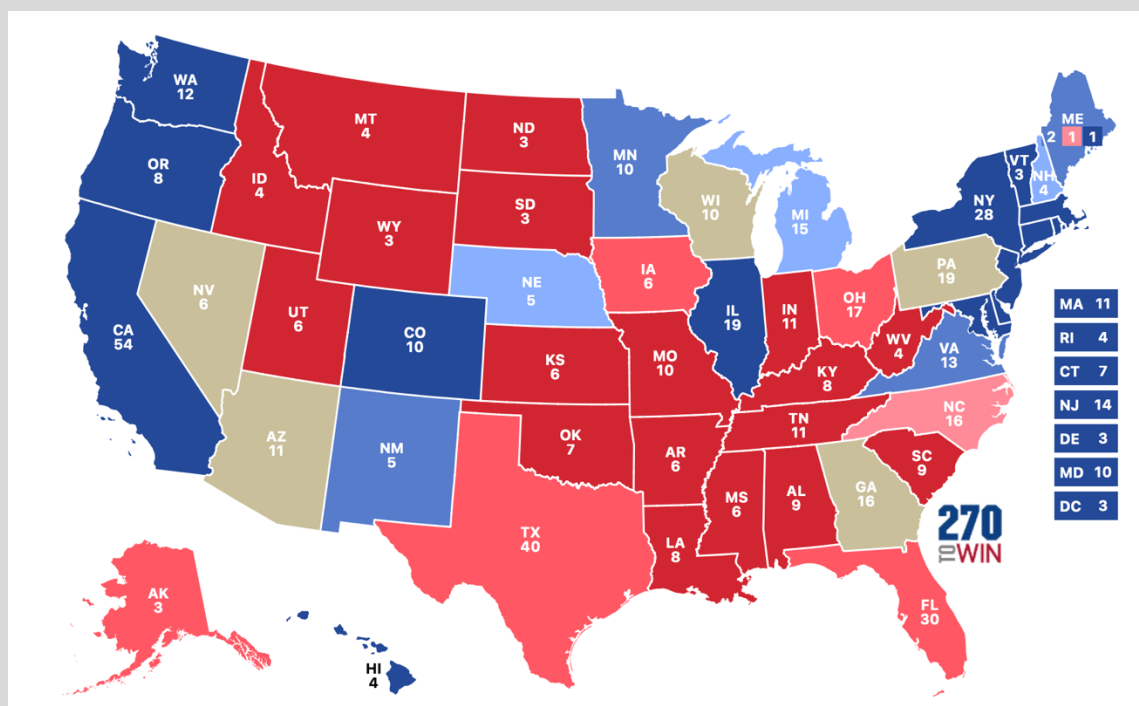 WA
12
OR
8
CA
54
NV
6
ID
4
MT
4
WY
3
UT
6
AZ
11
CO
10
NM
5
ND
3
SD
3
NE
5
KS
6
OK
7
TX
40
MN
10
IA
6
MO
10
AR
6
LA
8
WI
10
IL
19
MI
15
IN
11
OH
17
KY
8
TN
11
MS
6
AL
9
GA
16
FL
30
SC
9
NC
16
VA
13
WV
4
PA
19
NY
28
VT
3
NH
4
ME
2 1 1
MA 11
RI 4
CT 7
NJ 14
DE 3
MD 10
DC 3
AK
3
HI
4
270
TO WIN